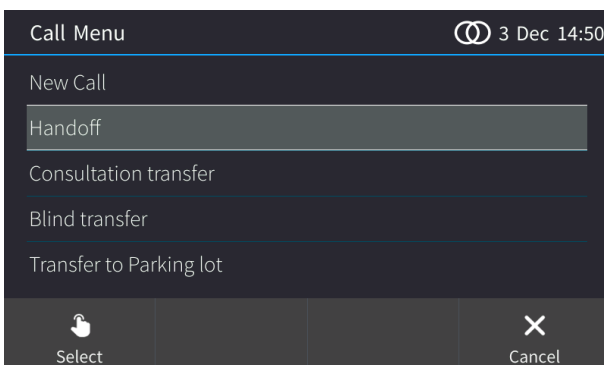 Call Menu
3 Dec 14:50
New Call
Handoff
Consultation transfer
Blind transfer
Transfer to Parking lot
Select
Cancel